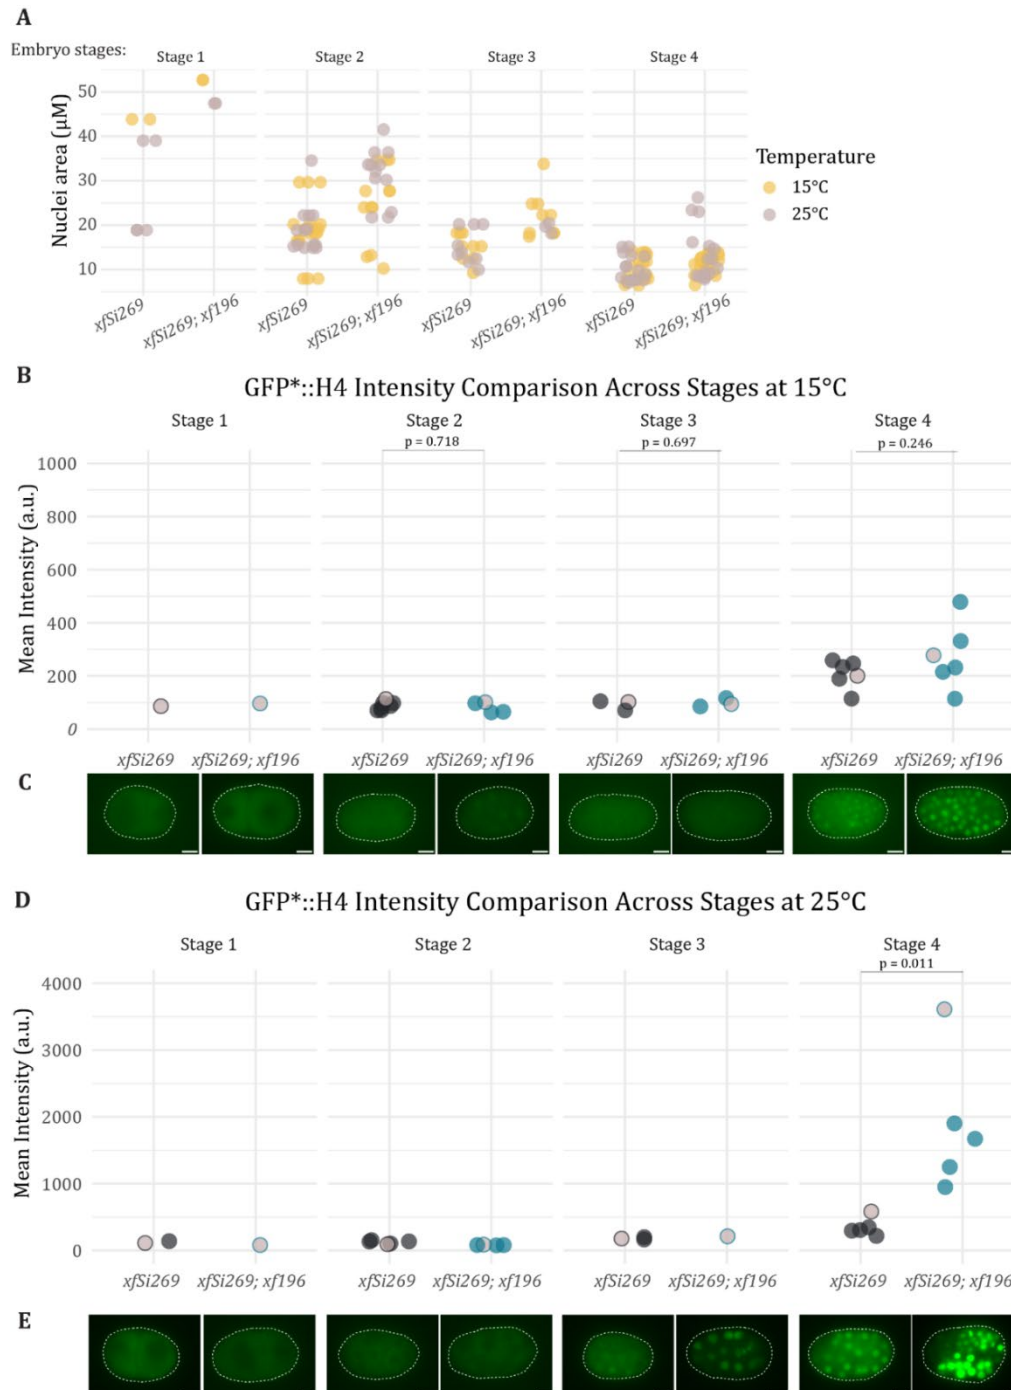 A
Embryo stages: Stage 1 Stage 2 Stage 3 Stage 4
Nuclei area (μM)
50
40
30
20
10
Temperature
15°C
25°C
xfSi269 xfSi269; xf196 xfSi269 xfSi269; xf196 xfSi269 xfSi269; xf196 xfSi269 xfSi269; xf196
B
GFP*::H4 Intensity Comparison Across Stages at 15°C
Stage 1 Stage 2 Stage 3 Stage 4
p = 0.718 p = 0.697 p = 0.246
Mean Intensity (a.u.)
1000
800
600
400
200
0
xfSi269 xfSi269; xf196 xfSi269 xfSi269; xf196 xfSi269 xfSi269; xf196 xfSi269 xfSi269; xf196
C
D
GFP*::H4 Intensity Comparison Across Stages at 25°C
Stage 1 Stage 2 Stage 3 Stage 4
p = 0.011
Mean Intensity (a.u.)
4000
3000
2000
1000
0
xfSi269 xfSi269; xf196 xfSi269 xfSi269; xf196 xfSi269 xfSi269; xf196 xfSi269 xfSi269; xf196
E